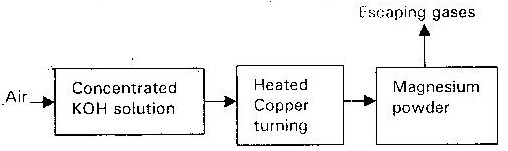 Escaping gases
Air
Concentrated
KOH solution
Heated
Copper
turning
Magnesium
powder